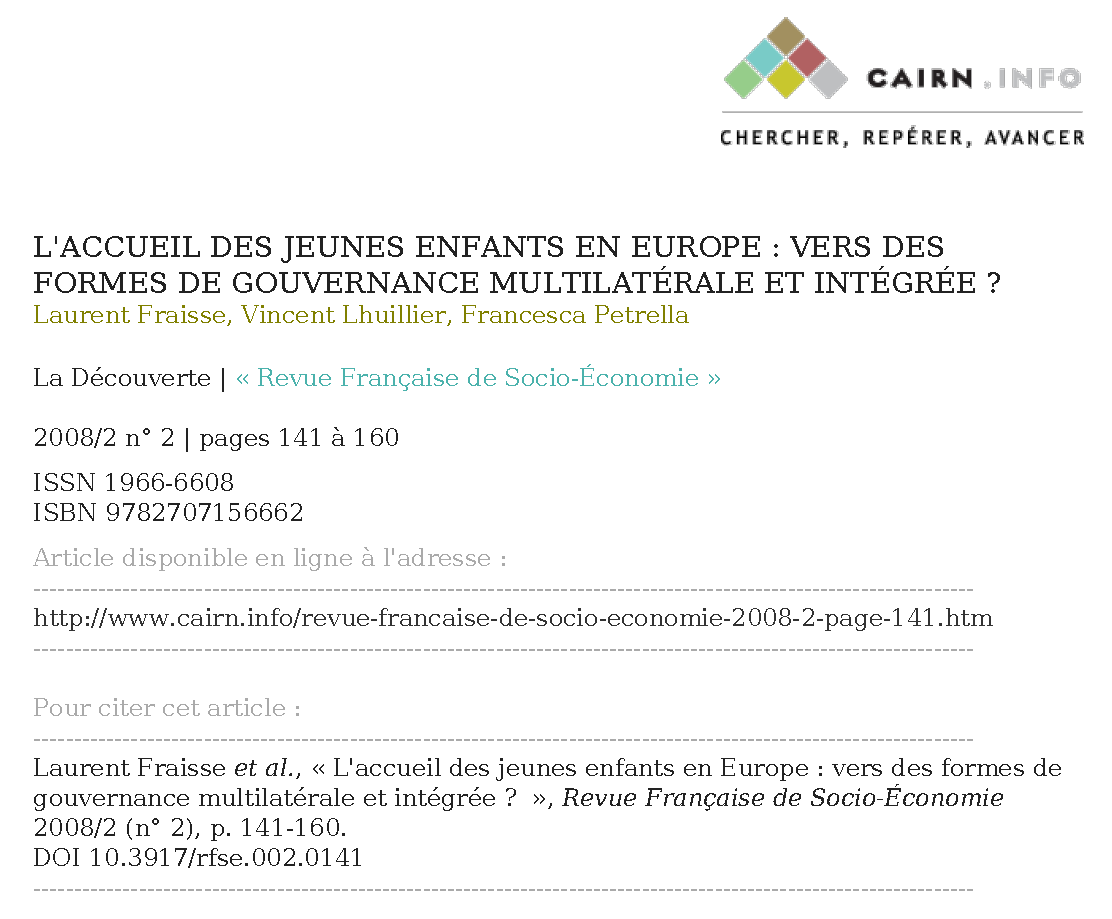 CAIRN.INFO
CHERCHER, REPÉRER, AVANCER
L'ACCUEIL DES JEUNES ENFANTS EN EUROPE : VERS DES
FORMES DE GOUVERNANCE MULTILATÉRALE ET INTÉGRÉE ?
Laurent Fraisse, Vincent Lhuillier, Francesca Petrella
La Découverte | « Revue Française de Socio-Économie »
2008/2 n° 2 | pages 141 à 160
ISSN 1966-6608
ISBN 9782707156662
Article disponible en ligne à l'adresse :
--------------------------------------------------------------------------------------------------------------------
http://www.cairn.info/revue-francaise-de-socio-economie-2008-2-page-141.htm
--------------------------------------------------------------------------------------------------------------------
Pour citer cet article :
--------------------------------------------------------------------------------------------------------------------
Laurent Fraisse et al., « L'accueil des jeunes enfants en Europe : vers des formes de
gouvernance multilatérale et intégrée ? », Revue Française de Socio-Économie
2008/2 (n° 2), p. 141-160.
DOI 10.3917/rfse.002.0141
--------------------------------------------------------------------------------------------------------------------